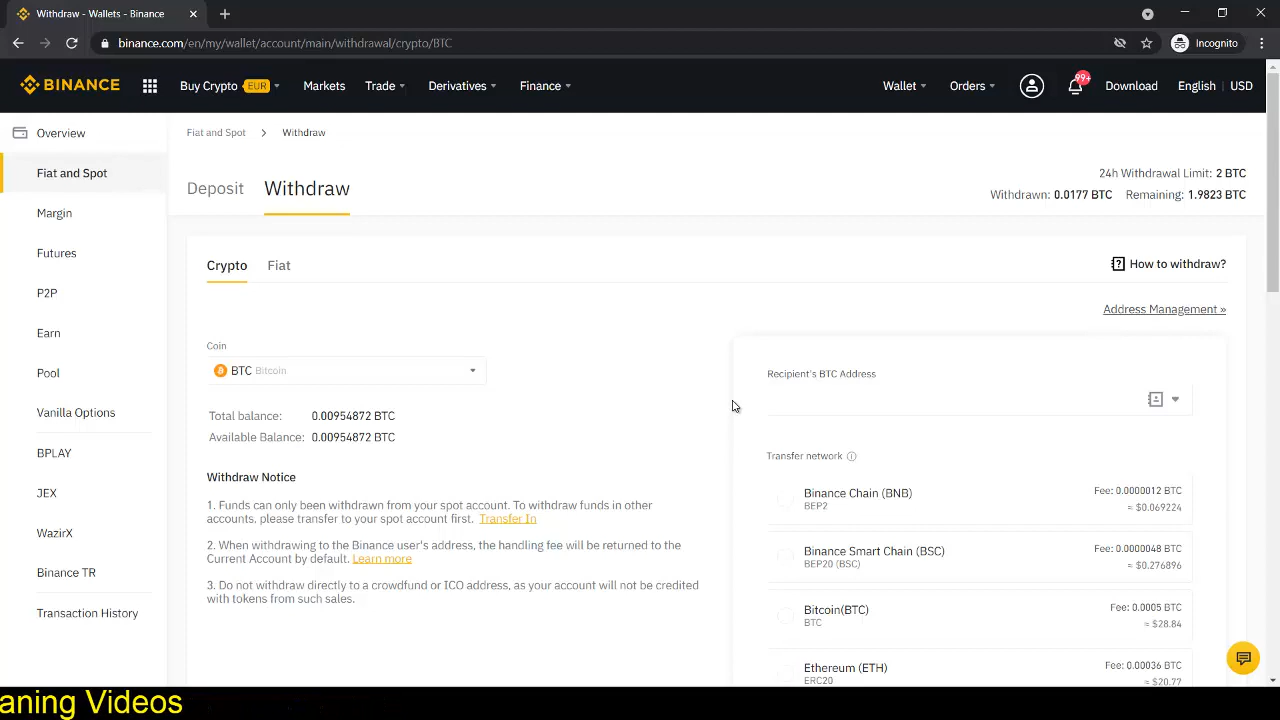 Withdraw - Wallets - Binance
binance.com/en/my/wallet/account/main/withdrawal/crypto/BTC
Incognito
BINANCE
Buy Crypto EUR
Markets
Trade
Derivatives
Finance
Wallet
Orders
99+
Download
English | USD
Overview
Fiat and Spot
Margin
Futures
P2P
Earn
Pool
Vanilla Options
BPLAY
JEX
WazirX
Binance TR
Transaction History
Fiat and Spot > Withdraw
Deposit Withdraw
24h Withdrawal Limit: 2 BTC
Withdrawn: 0.0177 BTC Remaining: 1.9823 BTC
Crypto Fiat
How to withdraw?
Address Management »
Coin
BTC Bitcoin
Total balance: 0.00954872 BTC
Available Balance: 0.00954872 BTC
Withdraw Notice
1. Funds can only been withdrawn from your spot account. To withdraw funds in other
accounts, please transfer to your spot account first. Transfer In
2. When withdrawing to the Binance user's address, the handling fee will be returned to the
Current Account by default. Learn more
3. Do not withdraw directly to a crowdfund or ICO address, as your account will not be credited
with tokens from such sales.
Recipient's BTC Address
Transfer network
Binance Chain (BNB) Fee: 0.0000012 BTC
BEP2 ≈ $0.069224
Binance Smart Chain (BSC) Fee: 0.0000048 BTC
BEP20 (BSC) ≈ $0.276896
Bitcoin(BTC) Fee: 0.0005 BTC
BTC ≈ $28.84
Ethereum (ETH) Fee: 0.00036 BTC
ERC20 ≈ $20.77
aning Videos